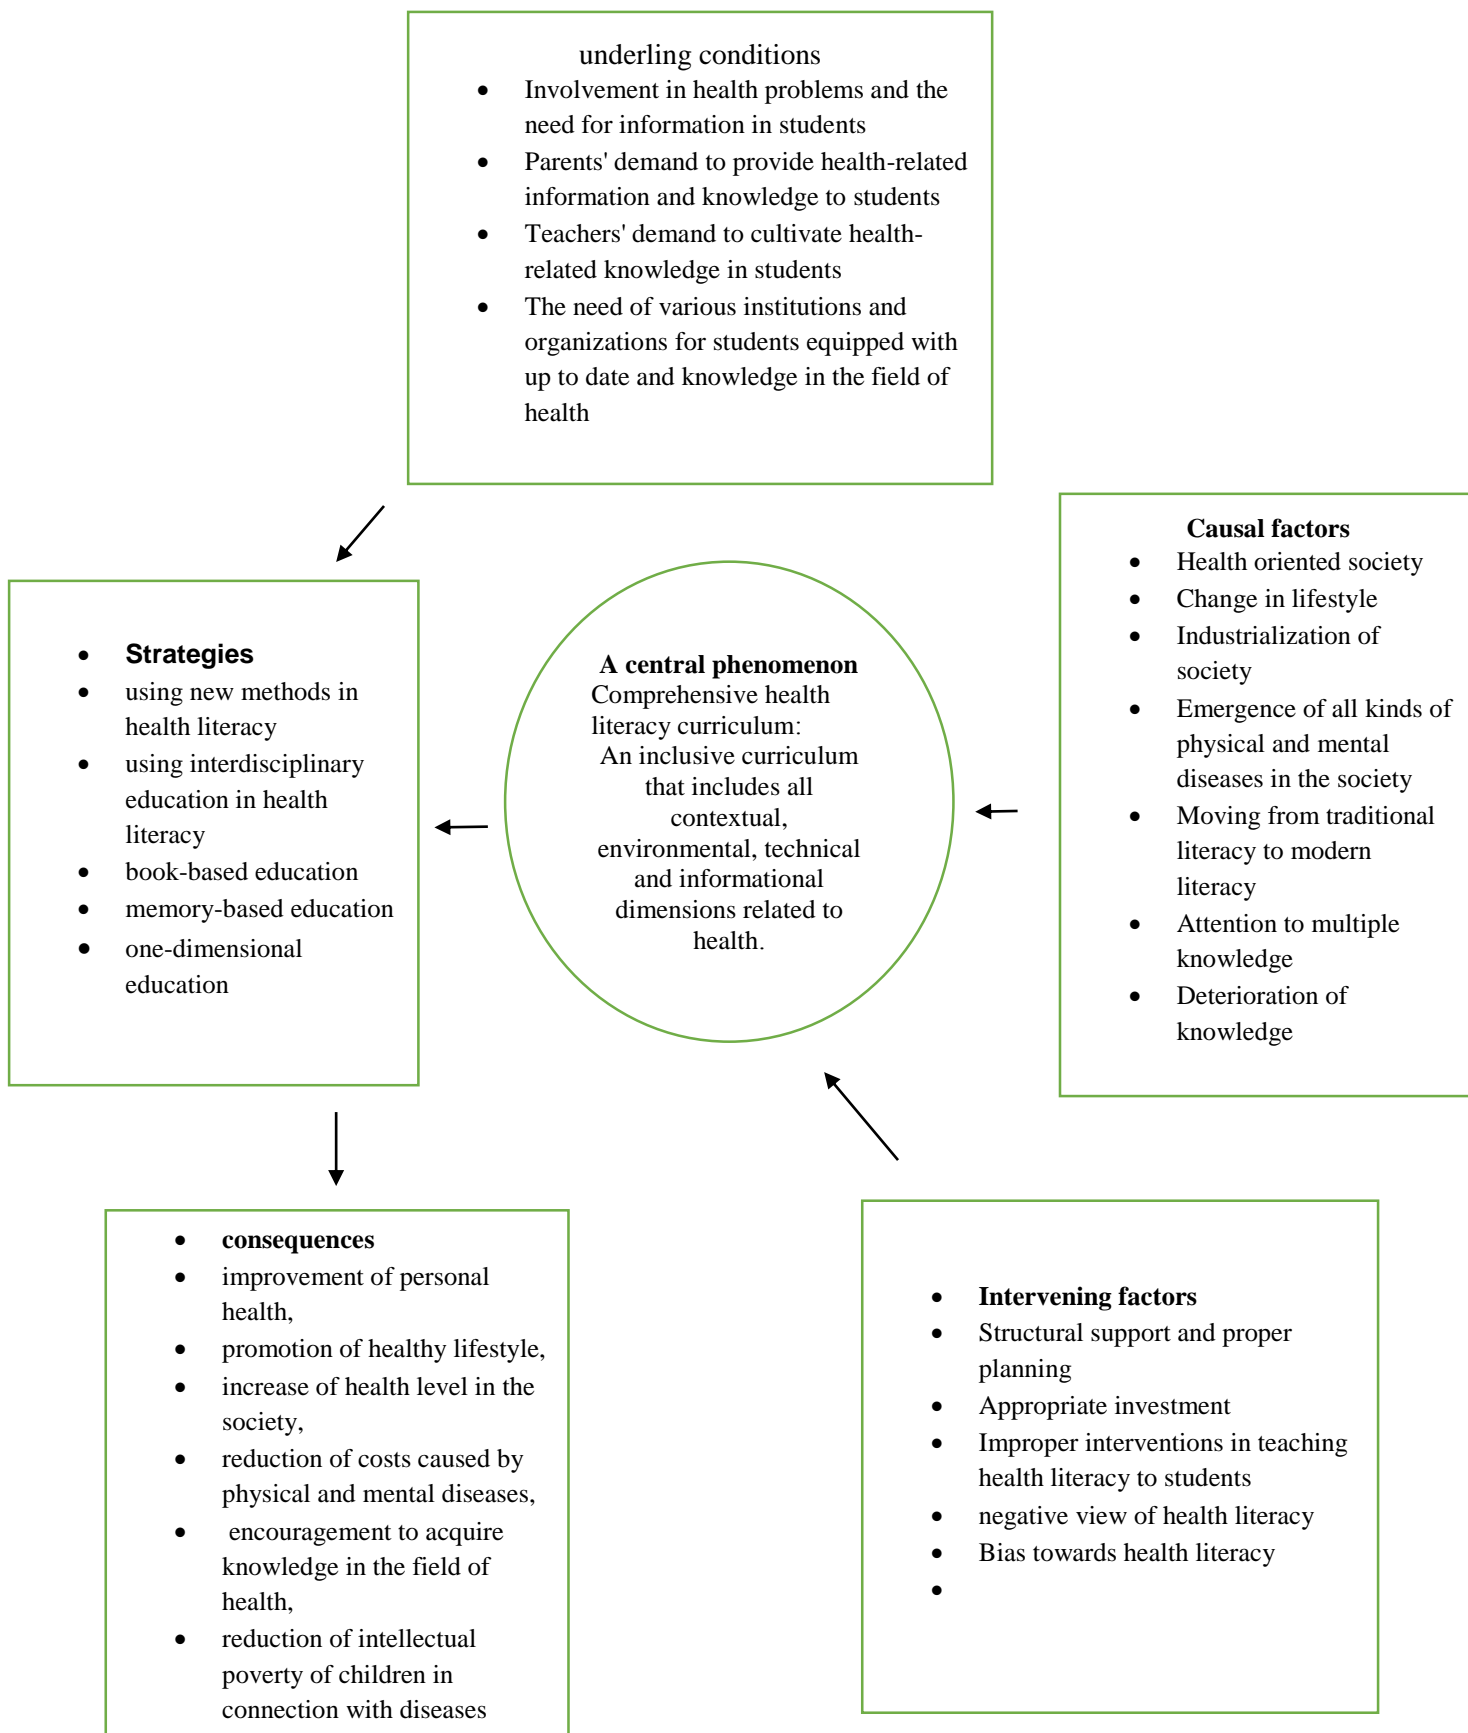 underling conditions
• Involvement in health problems and the
need for information in students
• Parents' demand to provide health-related
information and knowledge to students
• Teachers' demand to cultivate health-
related knowledge in students
• The need of various institutions and
organizations for students equipped with
up to date and knowledge in the field of
health
Causal factors
• Health oriented society
• Change in lifestyle
• Industrialization of
society
• Emergence of all kinds of
physical and mental
diseases in the society
• Moving from traditional
literacy to modern
literacy
• Attention to multiple
knowledge
• Deterioration of
knowledge
A central phenomenon
Comprehensive health
literacy curriculum:
An inclusive curriculum
that includes all
contextual,
environmental, technical
and informational
dimensions related to
health.
• Strategies
• using new methods in
health literacy
• using interdisciplinary
education in health
literacy
• book-based education
• memory-based education
• one-dimensional
education
• consequences
• improvement of personal
health,
• promotion of healthy lifestyle,
• increase of health level in the
society,
• reduction of costs caused by
physical and mental diseases,
• encouragement to acquire
knowledge in the field of
health,
• reduction of intellectual
poverty of children in
connection with diseases
• Intervening factors
• Structural support and proper
planning
• Appropriate investment
• Improper interventions in teaching
health literacy to students
• negative view of health literacy
• Bias towards health literacy
•